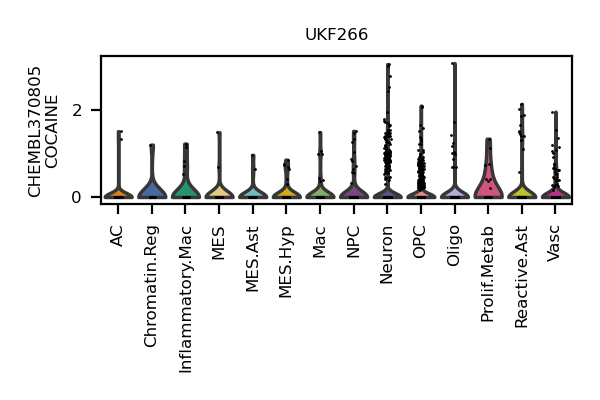 UKF266
CHEMBL370805
COCAINE
2
0
AC
Chromatin.Reg
Inflammatory.Mac
MES
MES.Ast
MES.Hyp
Mac
NPC
Neuron
OPC
Oligo
Prolif.Metab
Reactive.Ast
Vasc